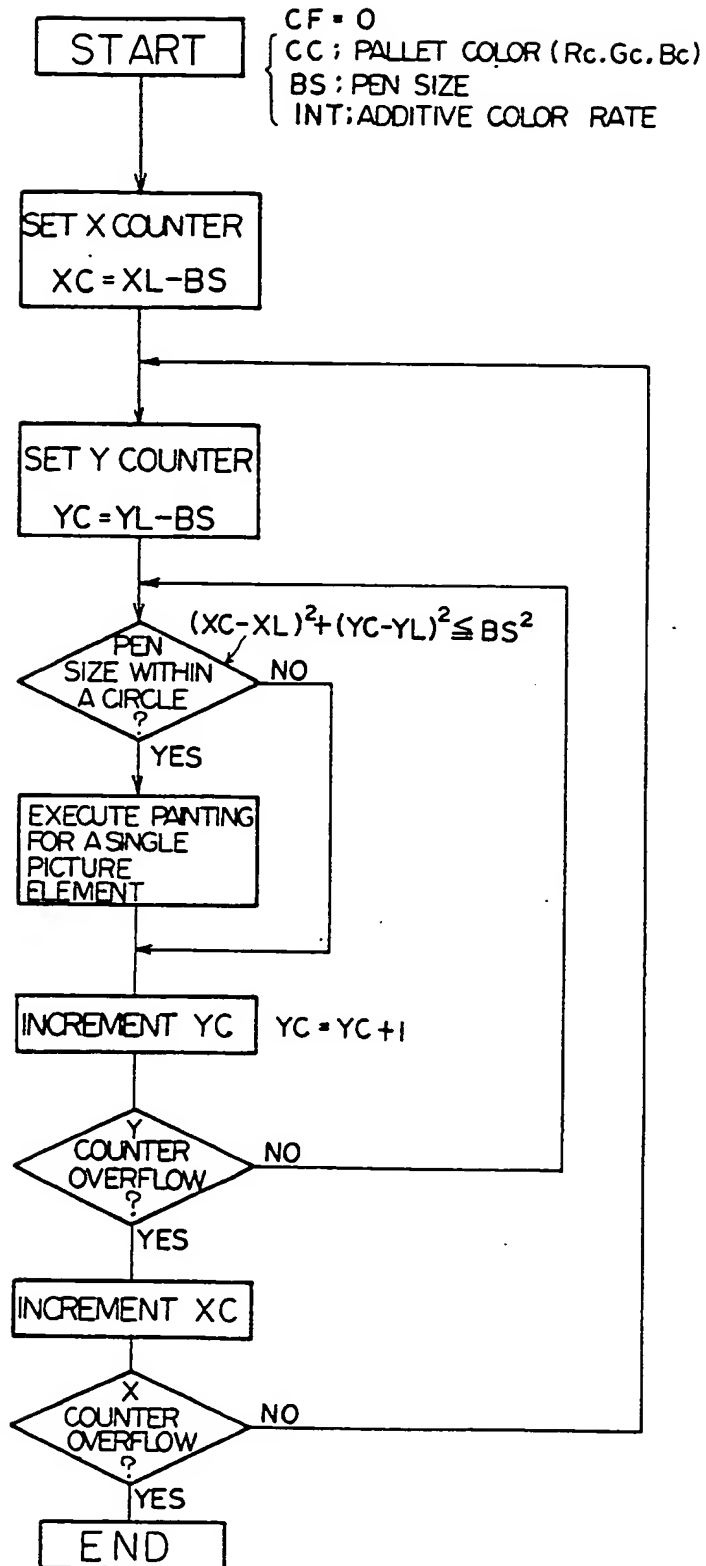 CF = 0
START
CC; PALLET COLOR (Rc.Gc.Bc)
BS; PEN SIZE
INT; ADDITIVE COLOR RATE
SET X COUNTER
XC = XL-BS
SET Y COUNTER
YC = YL-BS
(XC-XL)²+(YC-YL)²≦BS²
PEN
SIZE WITHIN
A CIRCLE
?
NO
YES
EXECUTE PAINTING
FOR A SINGLE
PICTURE
ELEMENT
INCREMENT YC
YC = YC+1
Y
COUNTER
OVERFLOW
?
NO
YES
INCREMENT XC
X
COUNTER
OVERFLOW
?
NO
YES
END